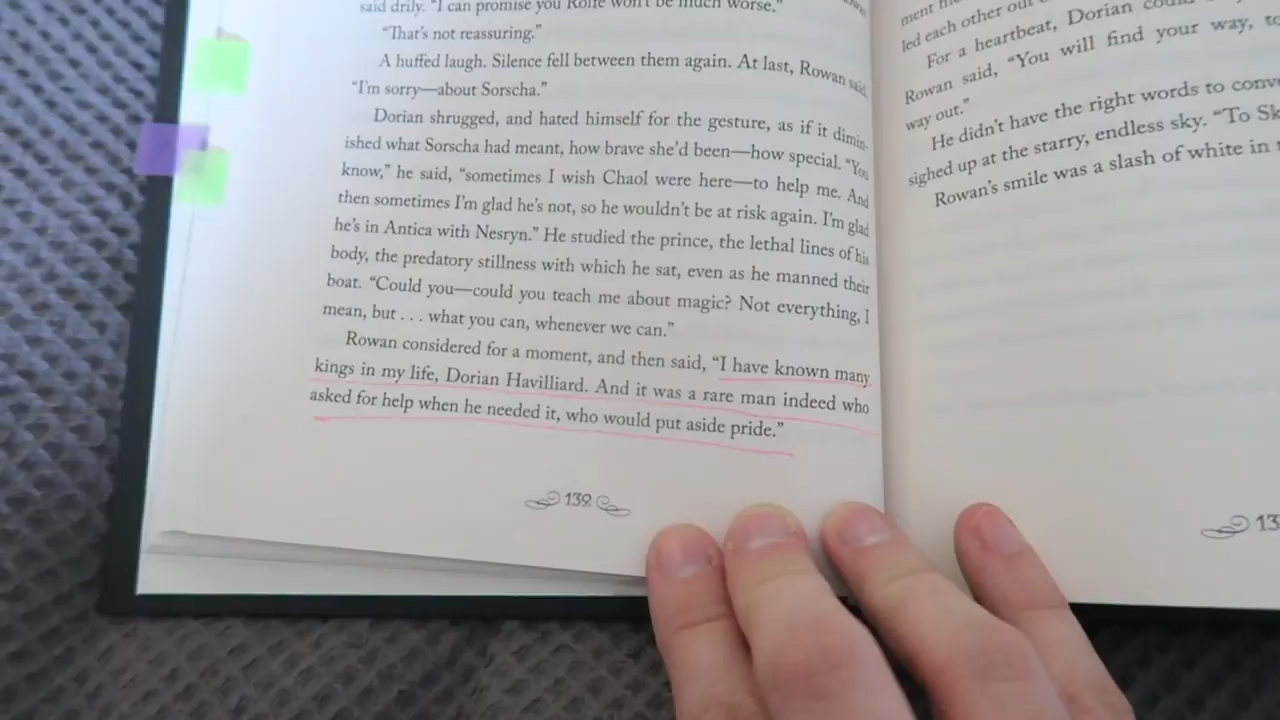 said drily. "I can promise you Rolfe won't be much worse."
"That's not reassuring."
A huffed laugh. Silence fell between them again. At last, Rowan said,
"I'm sorry—about Sorscha."
Dorian shrugged, and hated himself for the gesture, as if it dimin-
ished what Sorscha had meant, how brave she'd been—how special. "You
know," he said, "sometimes I wish Chaol were here—to help me. And
then sometimes I'm glad he's not, so he wouldn't be at risk again. I'm glad
he's in Antica with Nesryn." He studied the prince, the lethal lines of his
body, the predatory stillness with which he sat, even as he manned their
boat. "Could you—could you teach me about magic? Not everything, I
mean, but . . . what you can, whenever we can."
Rowan considered for a moment, and then said, "I have known many
kings in my life, Dorian Havilliard. And it was a rare man indeed who
asked for help when he needed it, who would put aside pride."
led each other out
For a heartbeat, Dorian could
Rowan said, "You will find your way,
way out."
He didn't have the right words to
sighed up at the starry, endless sky. "To
Rowan's smile was a slash of white in